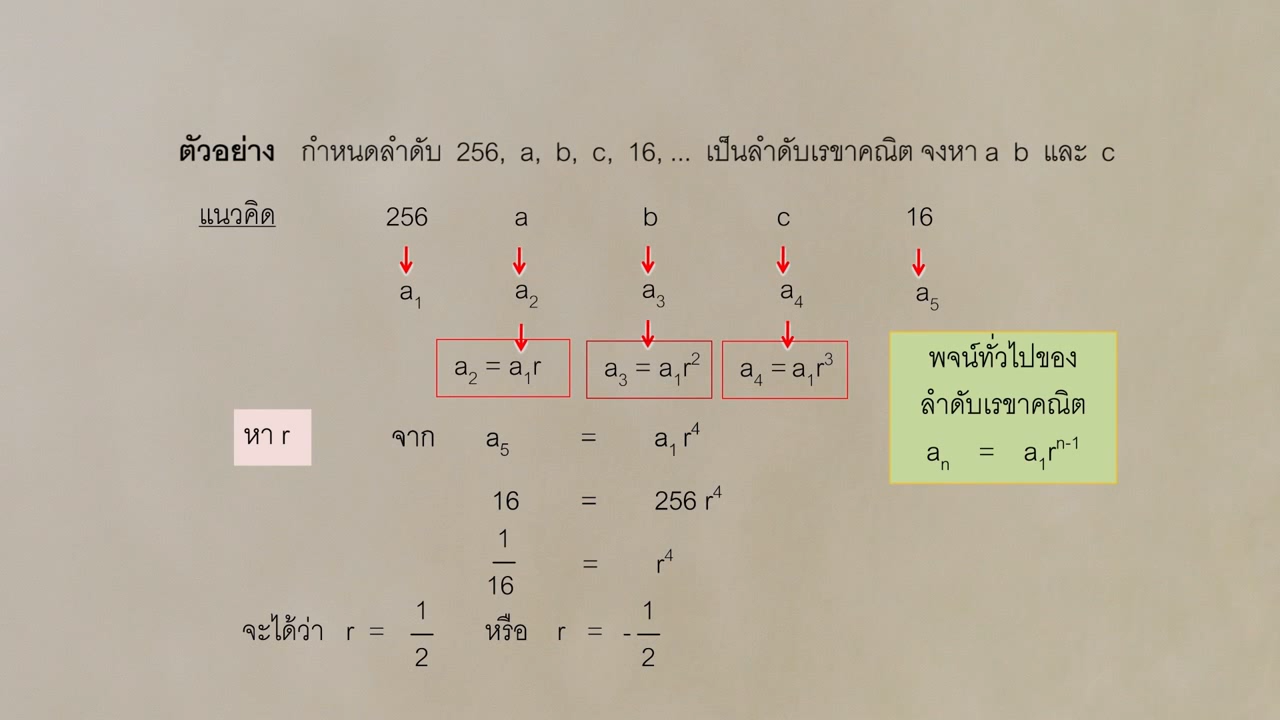 ตัวอย่าง กำหนดลำดับ 256, a, b, c, 16, ... เป็นลำดับเรขาคณิต จงหา a b และ c
แนวคิด 256 a b c 16
a₁ a₂ a₃ a₄ a₅
a₂ = a₁r a₃ = a₁r² a₄ = a₁r³
พจน์ทั่วไปของ
ลำดับเรขาคณิต
aₙ = a₁rⁿ⁻¹
หา r จาก a₅ = a₁ r⁴
16 = 256 r⁴
1/16 = r⁴
จะได้ว่า r = 1/2 หรือ r = -1/2